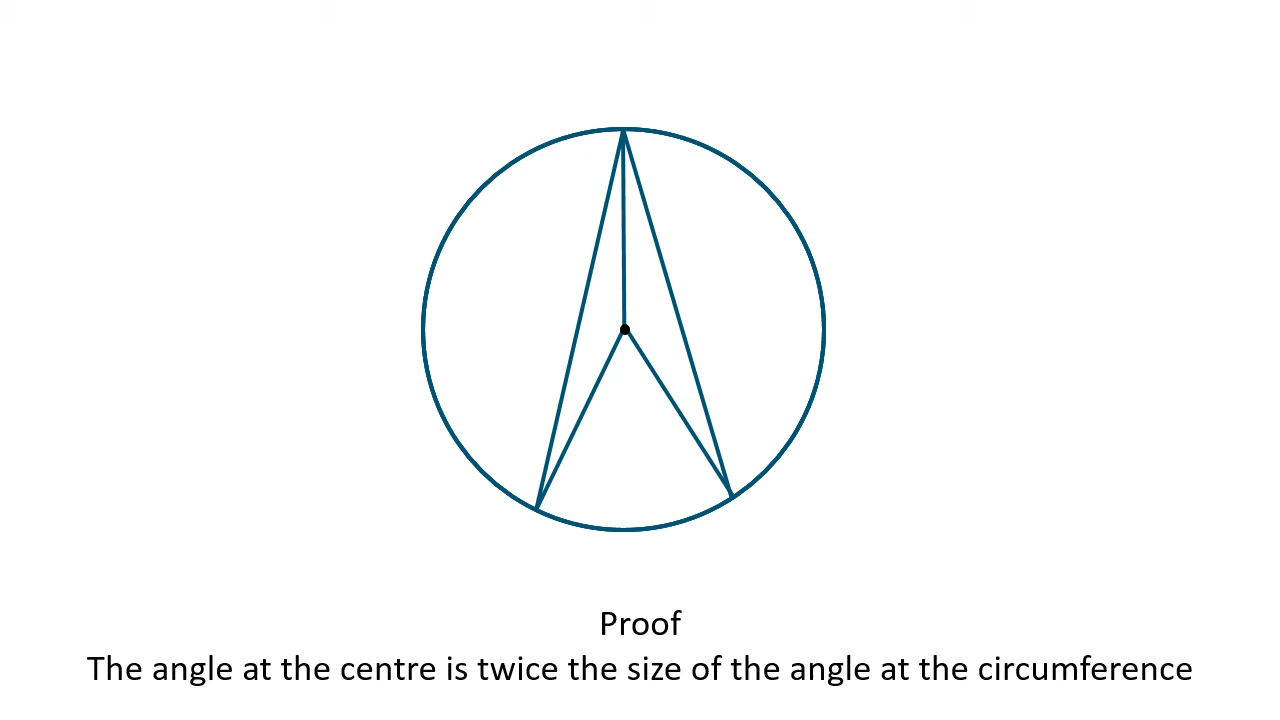 Proof
The angle at the centre is twice the size of the angle at the circumference